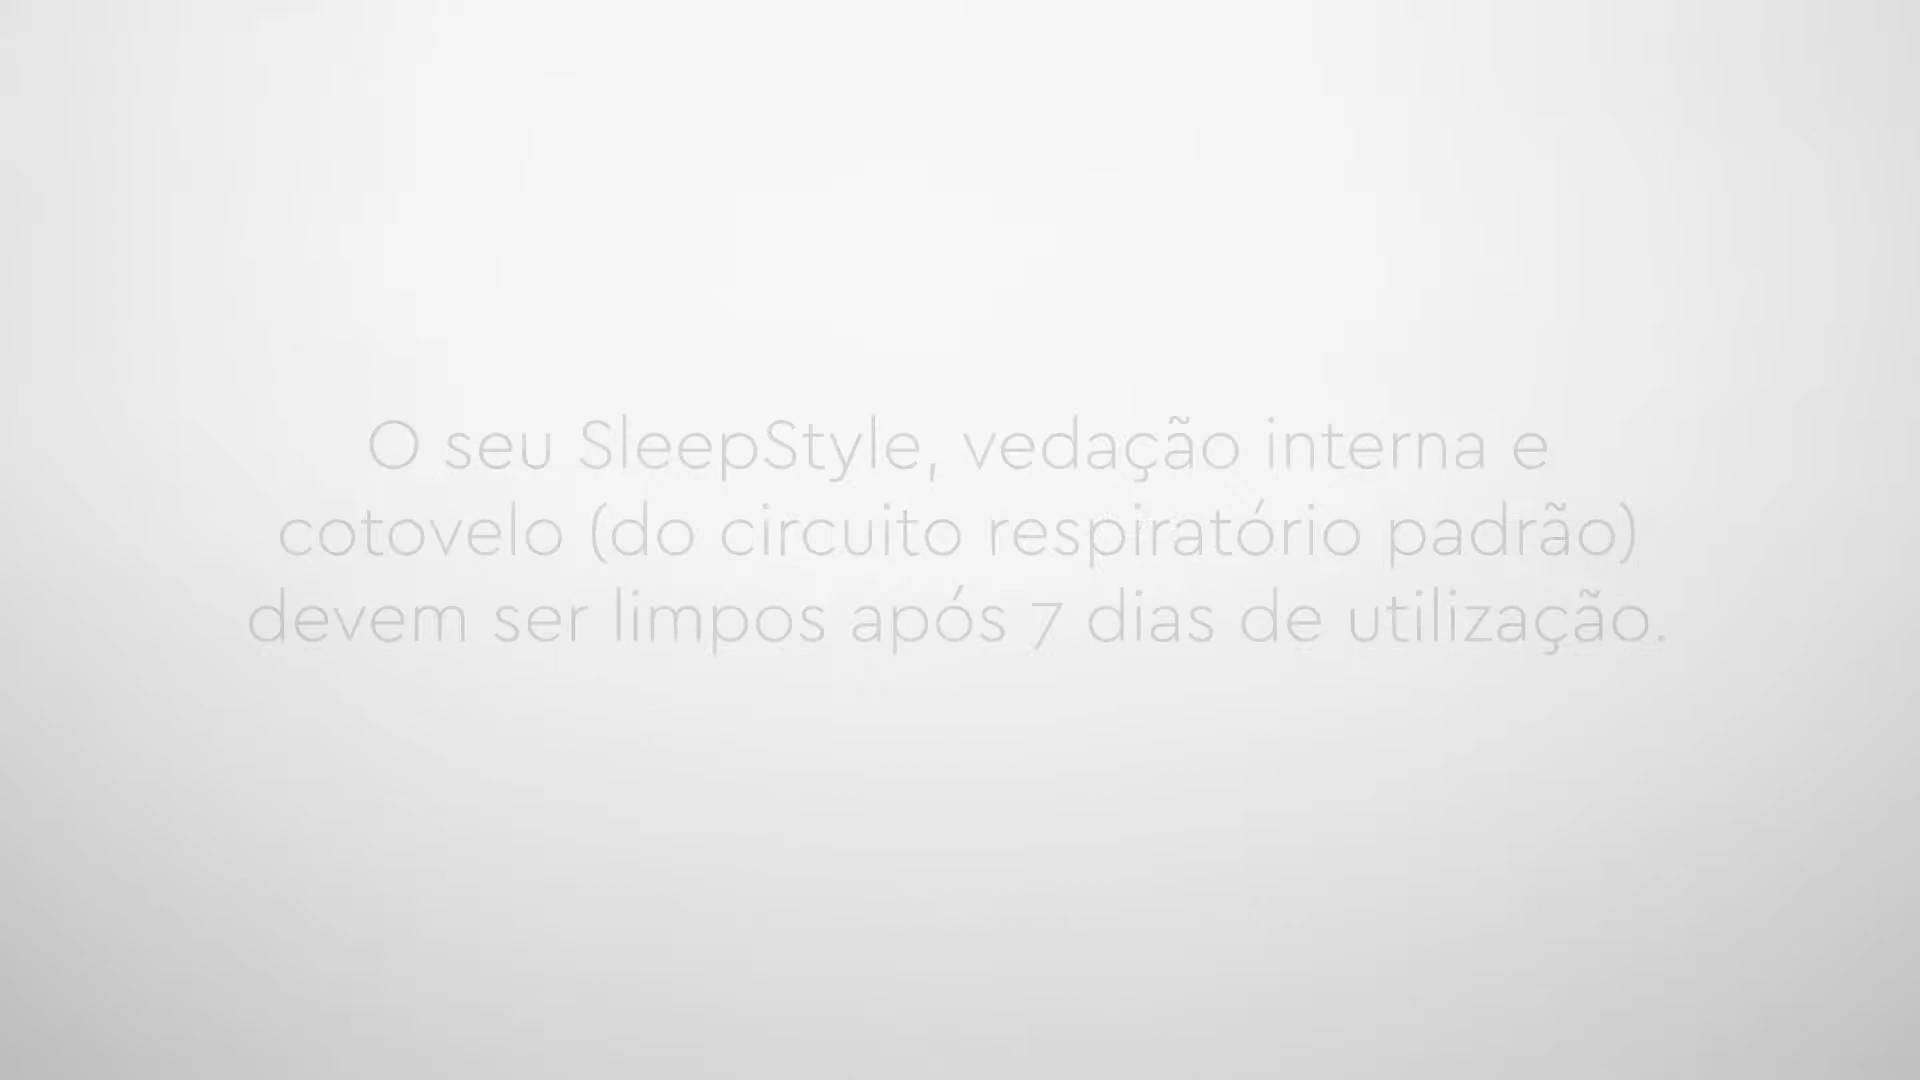 O seu SleepStyle, vedação interna e
cotovelo (do circuito respiratório padrão)
devem ser limpos após 7 dias de utilização.